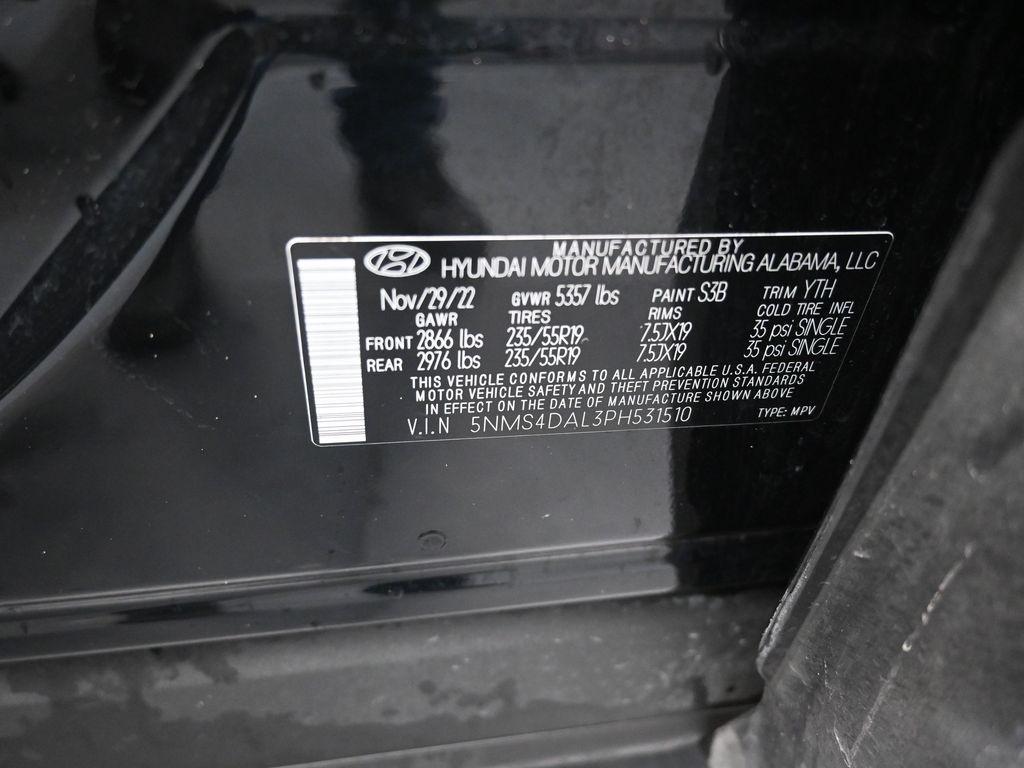 MANUFACTURED BY
HYUNDAI MOTOR MANUFACTURING ALABAMA, LLC
Nov/29/22 GVWR 5357 lbs PAINT S3B TRIM YTH
GAWR TIRES RIMS COLD TIRE INFL
FRONT 2866 lbs 235/55R19 7.5JX19 35 psi SINGLE
REAR 2976 lbs 235/55R19 7.5JX19 35 psi SINGLE
THIS VEHICLE CONFORMS TO ALL APPLICABLE U.S.A. FEDERAL
MOTOR VEHICLE SAFETY AND THEFT PREVENTION STANDARDS
IN EFFECT ON THE DATE OF MANUFACTURE SHOWN ABOVE
V.I.N 5NMS4DAL3PH531510 TYPE: MPV